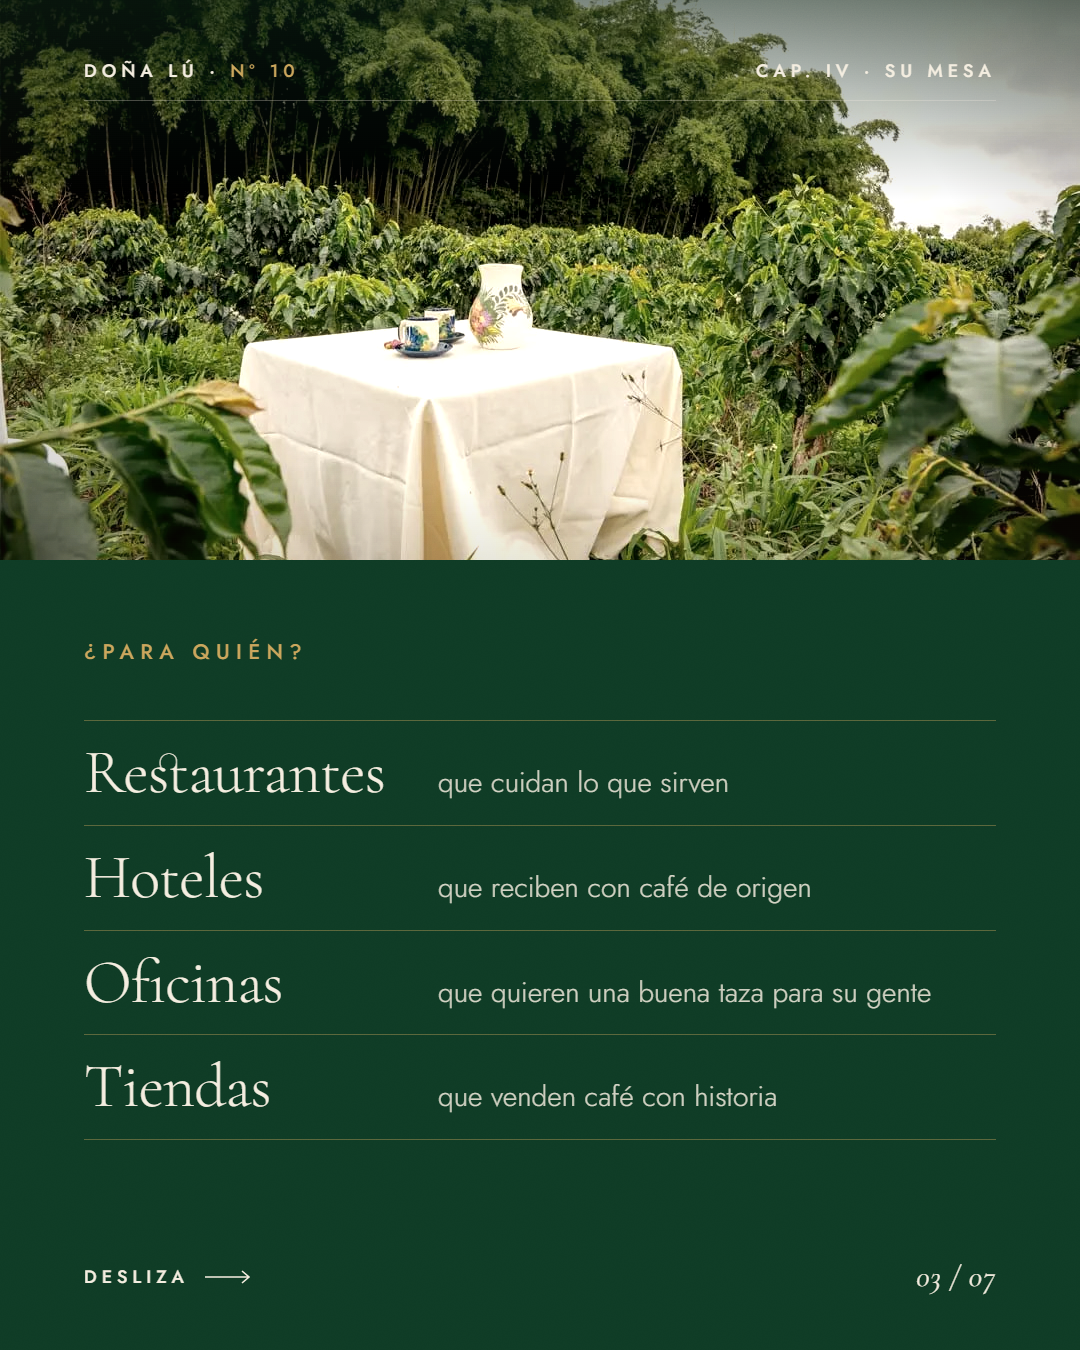 DOÑA LÚ · N° 10
CAP. IV · SU MESA
¿PARA QUIÉN?
Restaurantes que cuidan lo que sirven
Hoteles que reciben con café de origen
Oficinas que quieren una buena taza para su gente
Tiendas que venden café con historia
DESLIZA
03 / 07